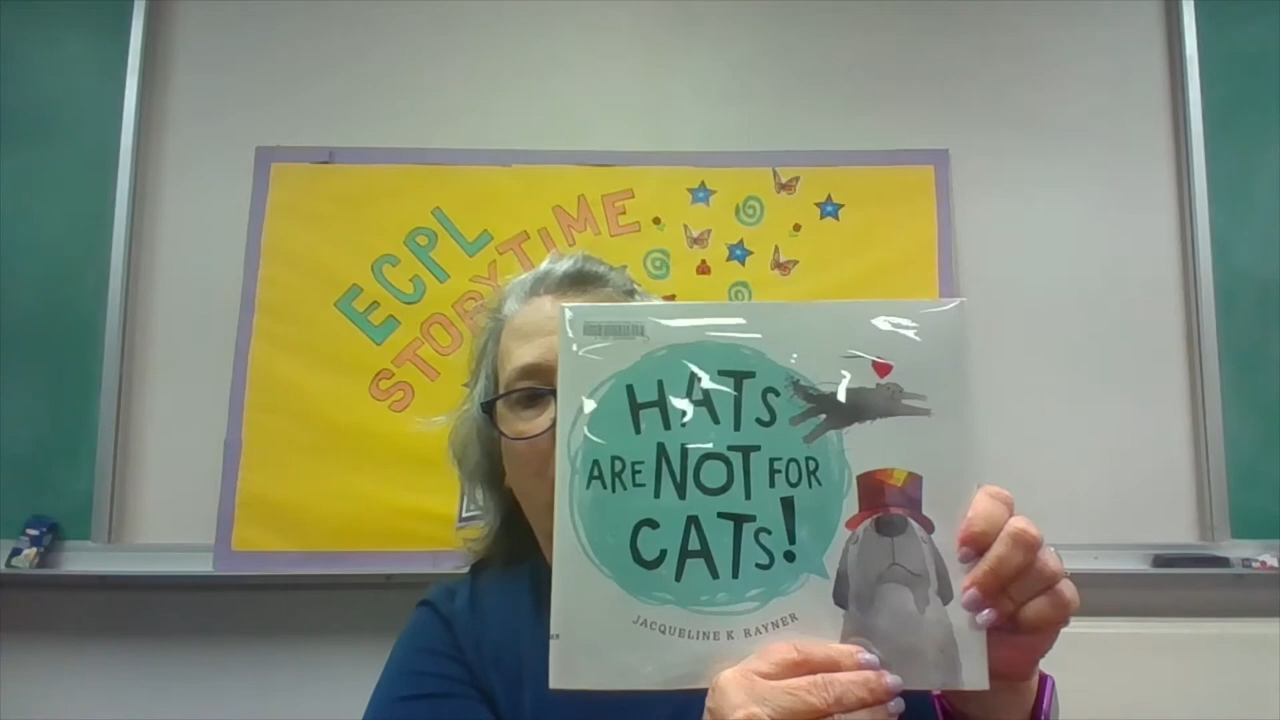 ECPL
STORYTIME
HATS
ARE NOT FOR
CATS!
JACQUELINE K. RAYNER